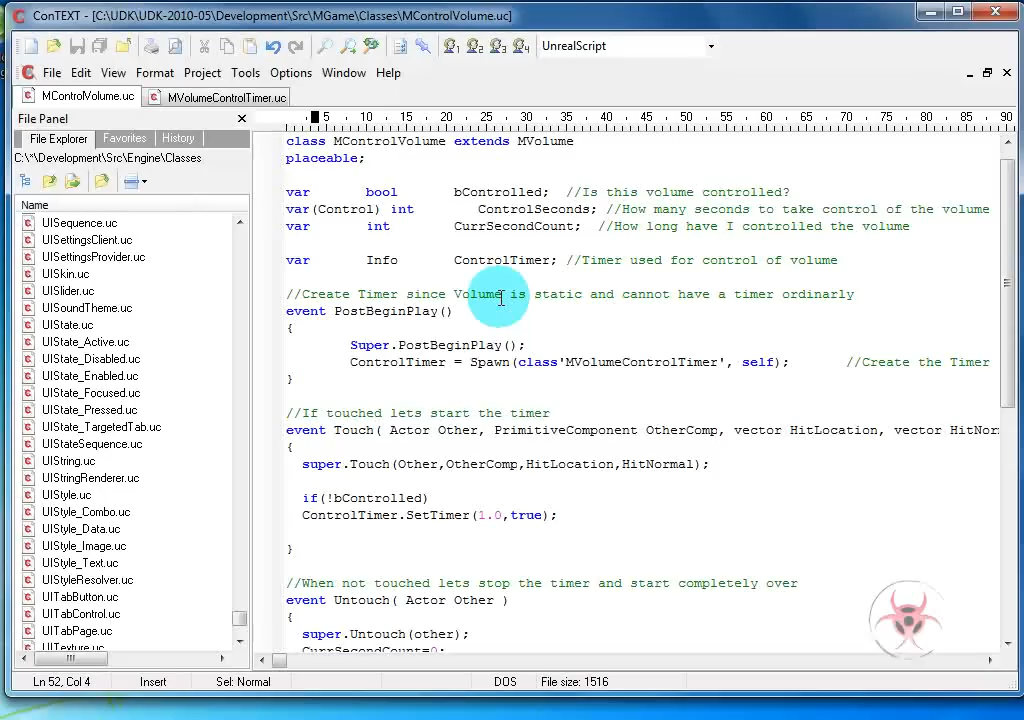 ConTEXT - [C:\UDK\UDK-2010-05\Development\Src\MGame\Classes\MControlVolume.uc]
UnrealScript
File Edit View Format Project Tools Options Window Help
MControlVolume.uc MVolumeControlTimer.uc
File Panel
5 10 15 20 25 30 35 40 45 50 55 60 65 70 75 80 85 90
File Explorer Favorites History
C:\*\Development\Src\Engine\Classes
Name
UISequence.uc
UISettingsClient.uc
UISettingsProvider.uc
UISkin.uc
UISlider.uc
UISoundTheme.uc
UIState.uc
UIState_Active.uc
UIState_Disabled.uc
UIState_Enabled.uc
UIState_Focused.uc
UIState_Pressed.uc
UIState_TargetedTab.uc
UIStateSequence.uc
UIString.uc
UIStringRenderer.uc
UIStyle.uc
UIStyle_Combo.uc
UIStyle_Data.uc
UIStyle_Image.uc
UIStyle_Text.uc
UIStyleResolver.uc
UITabButton.uc
UITabControl.uc
UITabPage.uc
UITexture.uc
class MControlVolume extends MVolume
placeable;
var bool bControlled; //Is this volume controlled?
var(Control) int ControlSeconds; //How many seconds to take control of the volume
var int CurrSecondCount; //How long have I controlled the volume
var Info ControlTimer; //Timer used for control of volume
//Create Timer since Volume is static and cannot have a timer ordinarly
event PostBeginPlay()
{
Super.PostBeginPlay();
ControlTimer = Spawn(class'MVolumeControlTimer', self); //Create the Timer
}
//If touched lets start the timer
event Touch( Actor Other, PrimitiveComponent OtherComp, vector HitLocation, vector HitNor
{
super.Touch(Other,OtherComp,HitLocation,HitNormal);
if(!bControlled)
ControlTimer.SetTimer(1.0,true);
}
//When not touched lets stop the timer and start completely over
event Untouch( Actor Other )
{
super.Untouch(other);
CurrSecondCount=0;
Ln 52, Col 4 Insert Sel: Normal DOS File size: 1516